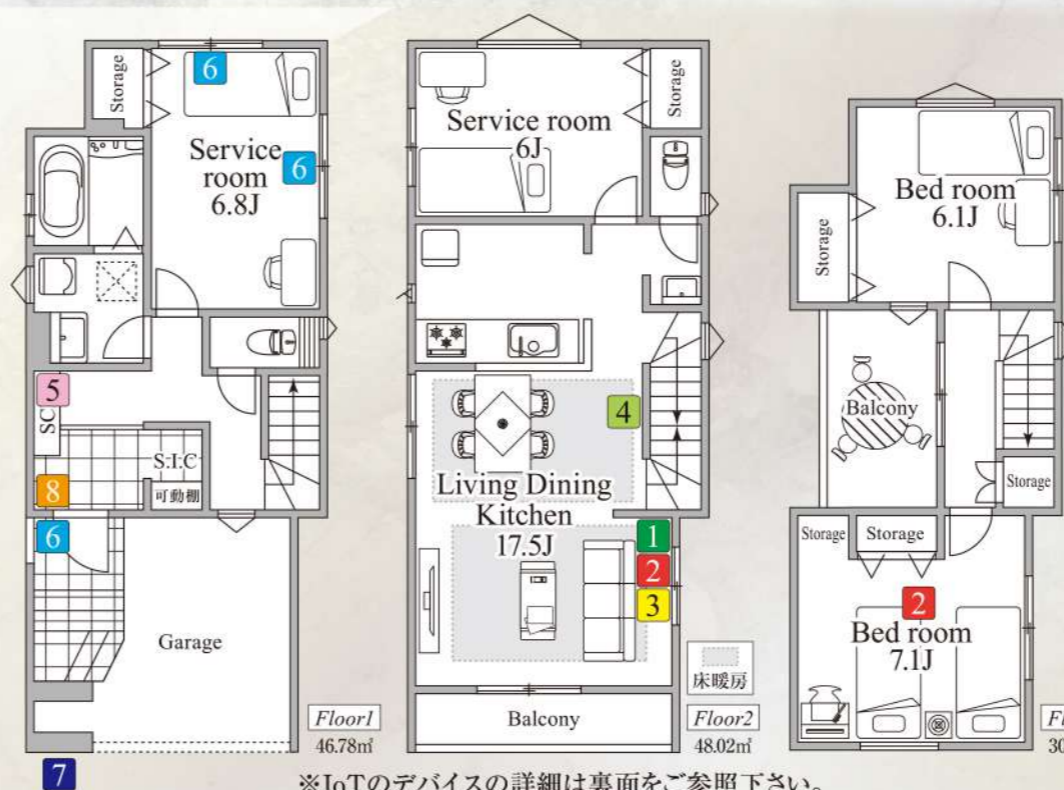 Storage
6
Service
room
6.8J
6
5
SC
S.I.C
可動棚
8
6
Garage
Floor1
46.78㎡
7
Service room
6J
Storage
4
Living Dining
Kitchen
17.5J
1
2
3
床暖房
Balcony
Floor2
48.02㎡
Bed room
6.1J
Storage
Balcony
Storage
Storage
Storage
2
Bed room
7.1J
Fl
30
※IoTのデバイスの詳細は裏面をご参照下さい。